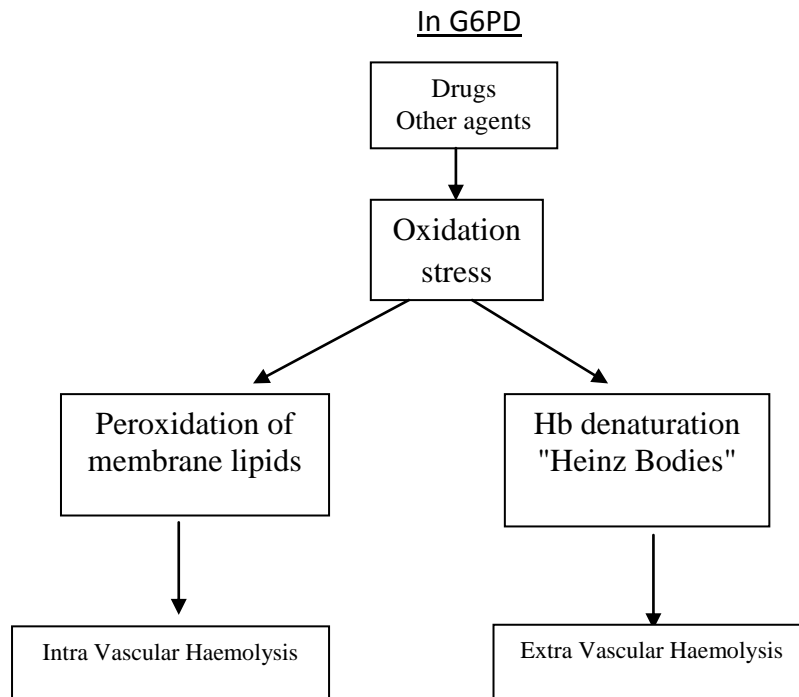 In G6PD
Drugs
Other agents
Oxidation
stress
Peroxidation of
membrane lipids
Hb denaturation
"Heinz Bodies"
Intra Vascular Haemolysis
Extra Vascular Haemolysis